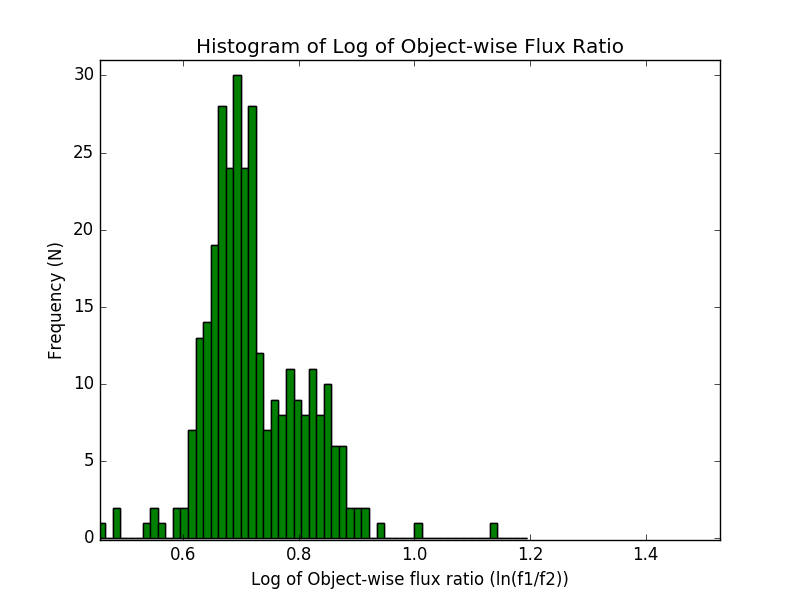 Histogram of Log of Object-wise Flux Ratio
30
25
20
15
10
5
0
Frequency (N)
0.6 0.8 1.0 1.2 1.4
Log of Object-wise flux ratio (ln(f1/f2))